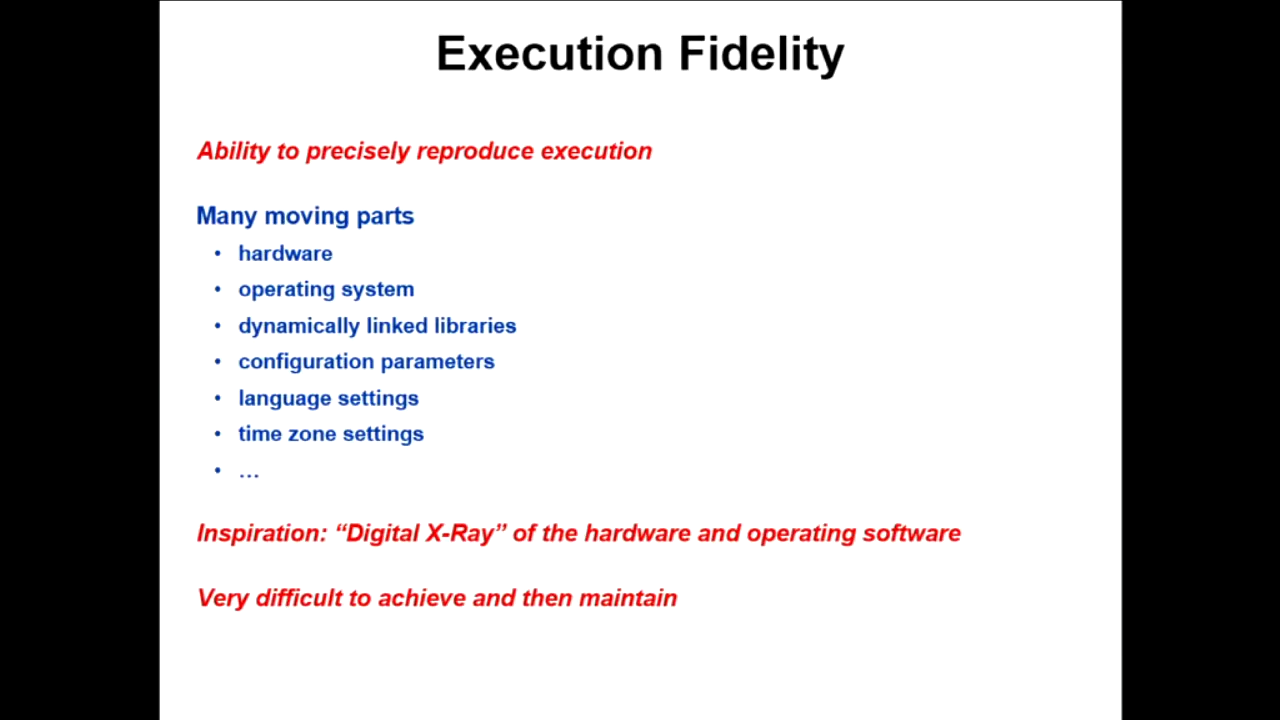 Execution Fidelity
Ability to precisely reproduce execution
Many moving parts
• hardware
• operating system
• dynamically linked libraries
• configuration parameters
• language settings
• time zone settings
• …
Inspiration: “Digital X-Ray” of the hardware and operating software
Very difficult to achieve and then maintain